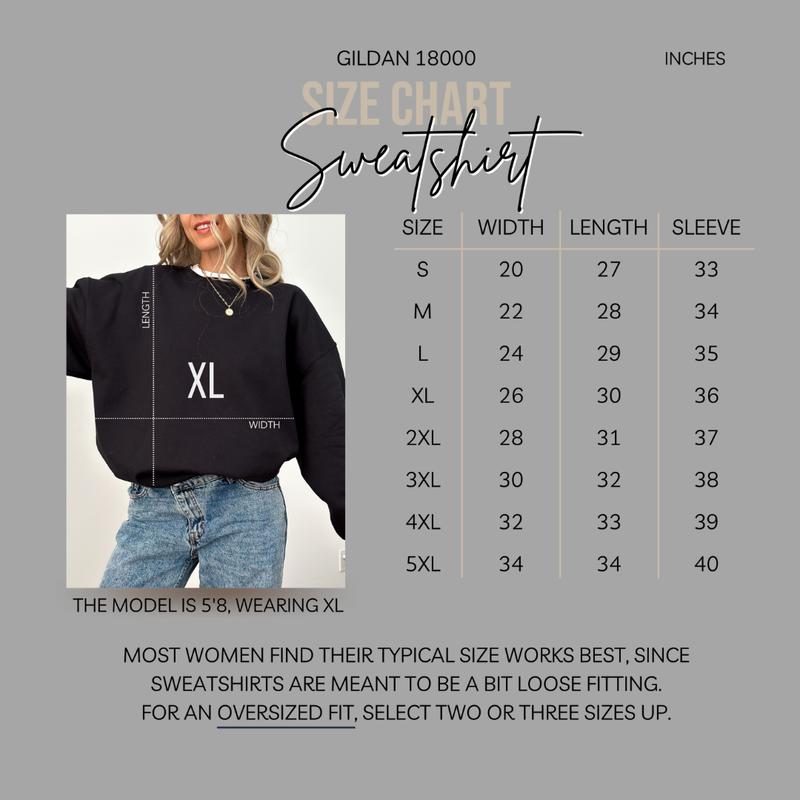 GILDAN 18000
INCHES
SIZE CHART
Sweatshirt
LENGTH
XL
WIDTH
THE MODEL IS 5'8, WEARING XL
SIZE WIDTH LENGTH SLEEVE
S 20 27 33
M 22 28 34
L 24 29 35
XL 26 30 36
2XL 28 31 37
3XL 30 32 38
4XL 32 33 39
5XL 34 34 40
MOST WOMEN FIND THEIR TYPICAL SIZE WORKS BEST, SINCE
SWEATSHIRTS ARE MEANT TO BE A BIT LOOSE FITTING.
FOR AN OVERSIZED FIT, SELECT TWO OR THREE SIZES UP.